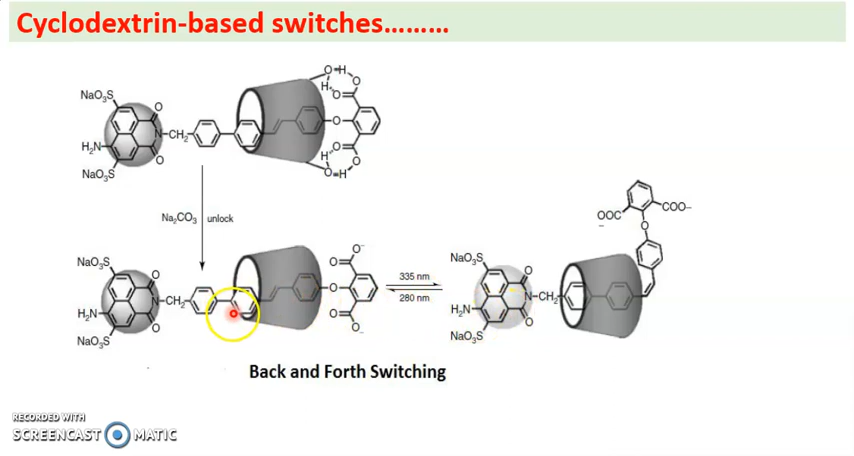 Cyclodextrin-based switches………
NaO₃S
H₂N
NaO₃S
O
O
N
CH₂
O
O H
H
O
O
O
O
H
O H
Na₂CO₃ unlock
NaO₃S
H₂N
NaO₃S
O
O
N
CH₂
O
O
O⁻
O
O₋
335 nm
280 nm
OOC
−
COO−
O
NaO₃S
H₂N
NaO₃S
O
O
N
CH₂
Back and Forth Switching
RECORDED WITH
SCREENCAST MATIC